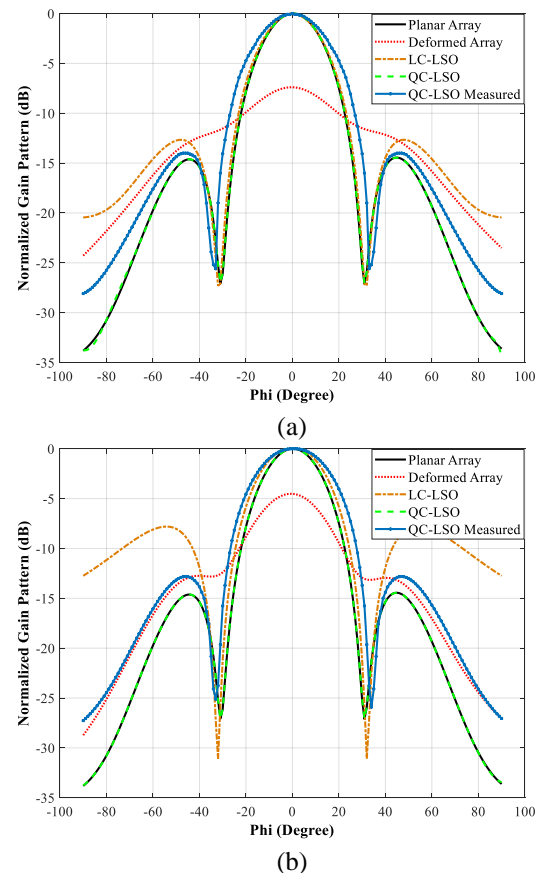 0
-5
-10
-15
-20
-25
-30
-35
Normalized Gain Pattern (dB)
Planar Array
Deformed Array
LC-LSO
QC-LSO
QC-LSO Measured
-100 -80 -60 -40 -20 0 20 40 60 80 100
Phi (Degree)
(a)
0
-5
-10
-15
-20
-25
-30
-35
Normalized Gain Pattern (dB)
Planar Array
Deformed Array
LC-LSO
QC-LSO
QC-LSO Measured
-100 -80 -60 -40 -20 0 20 40 60 80 100
Phi (Degree)
(b)